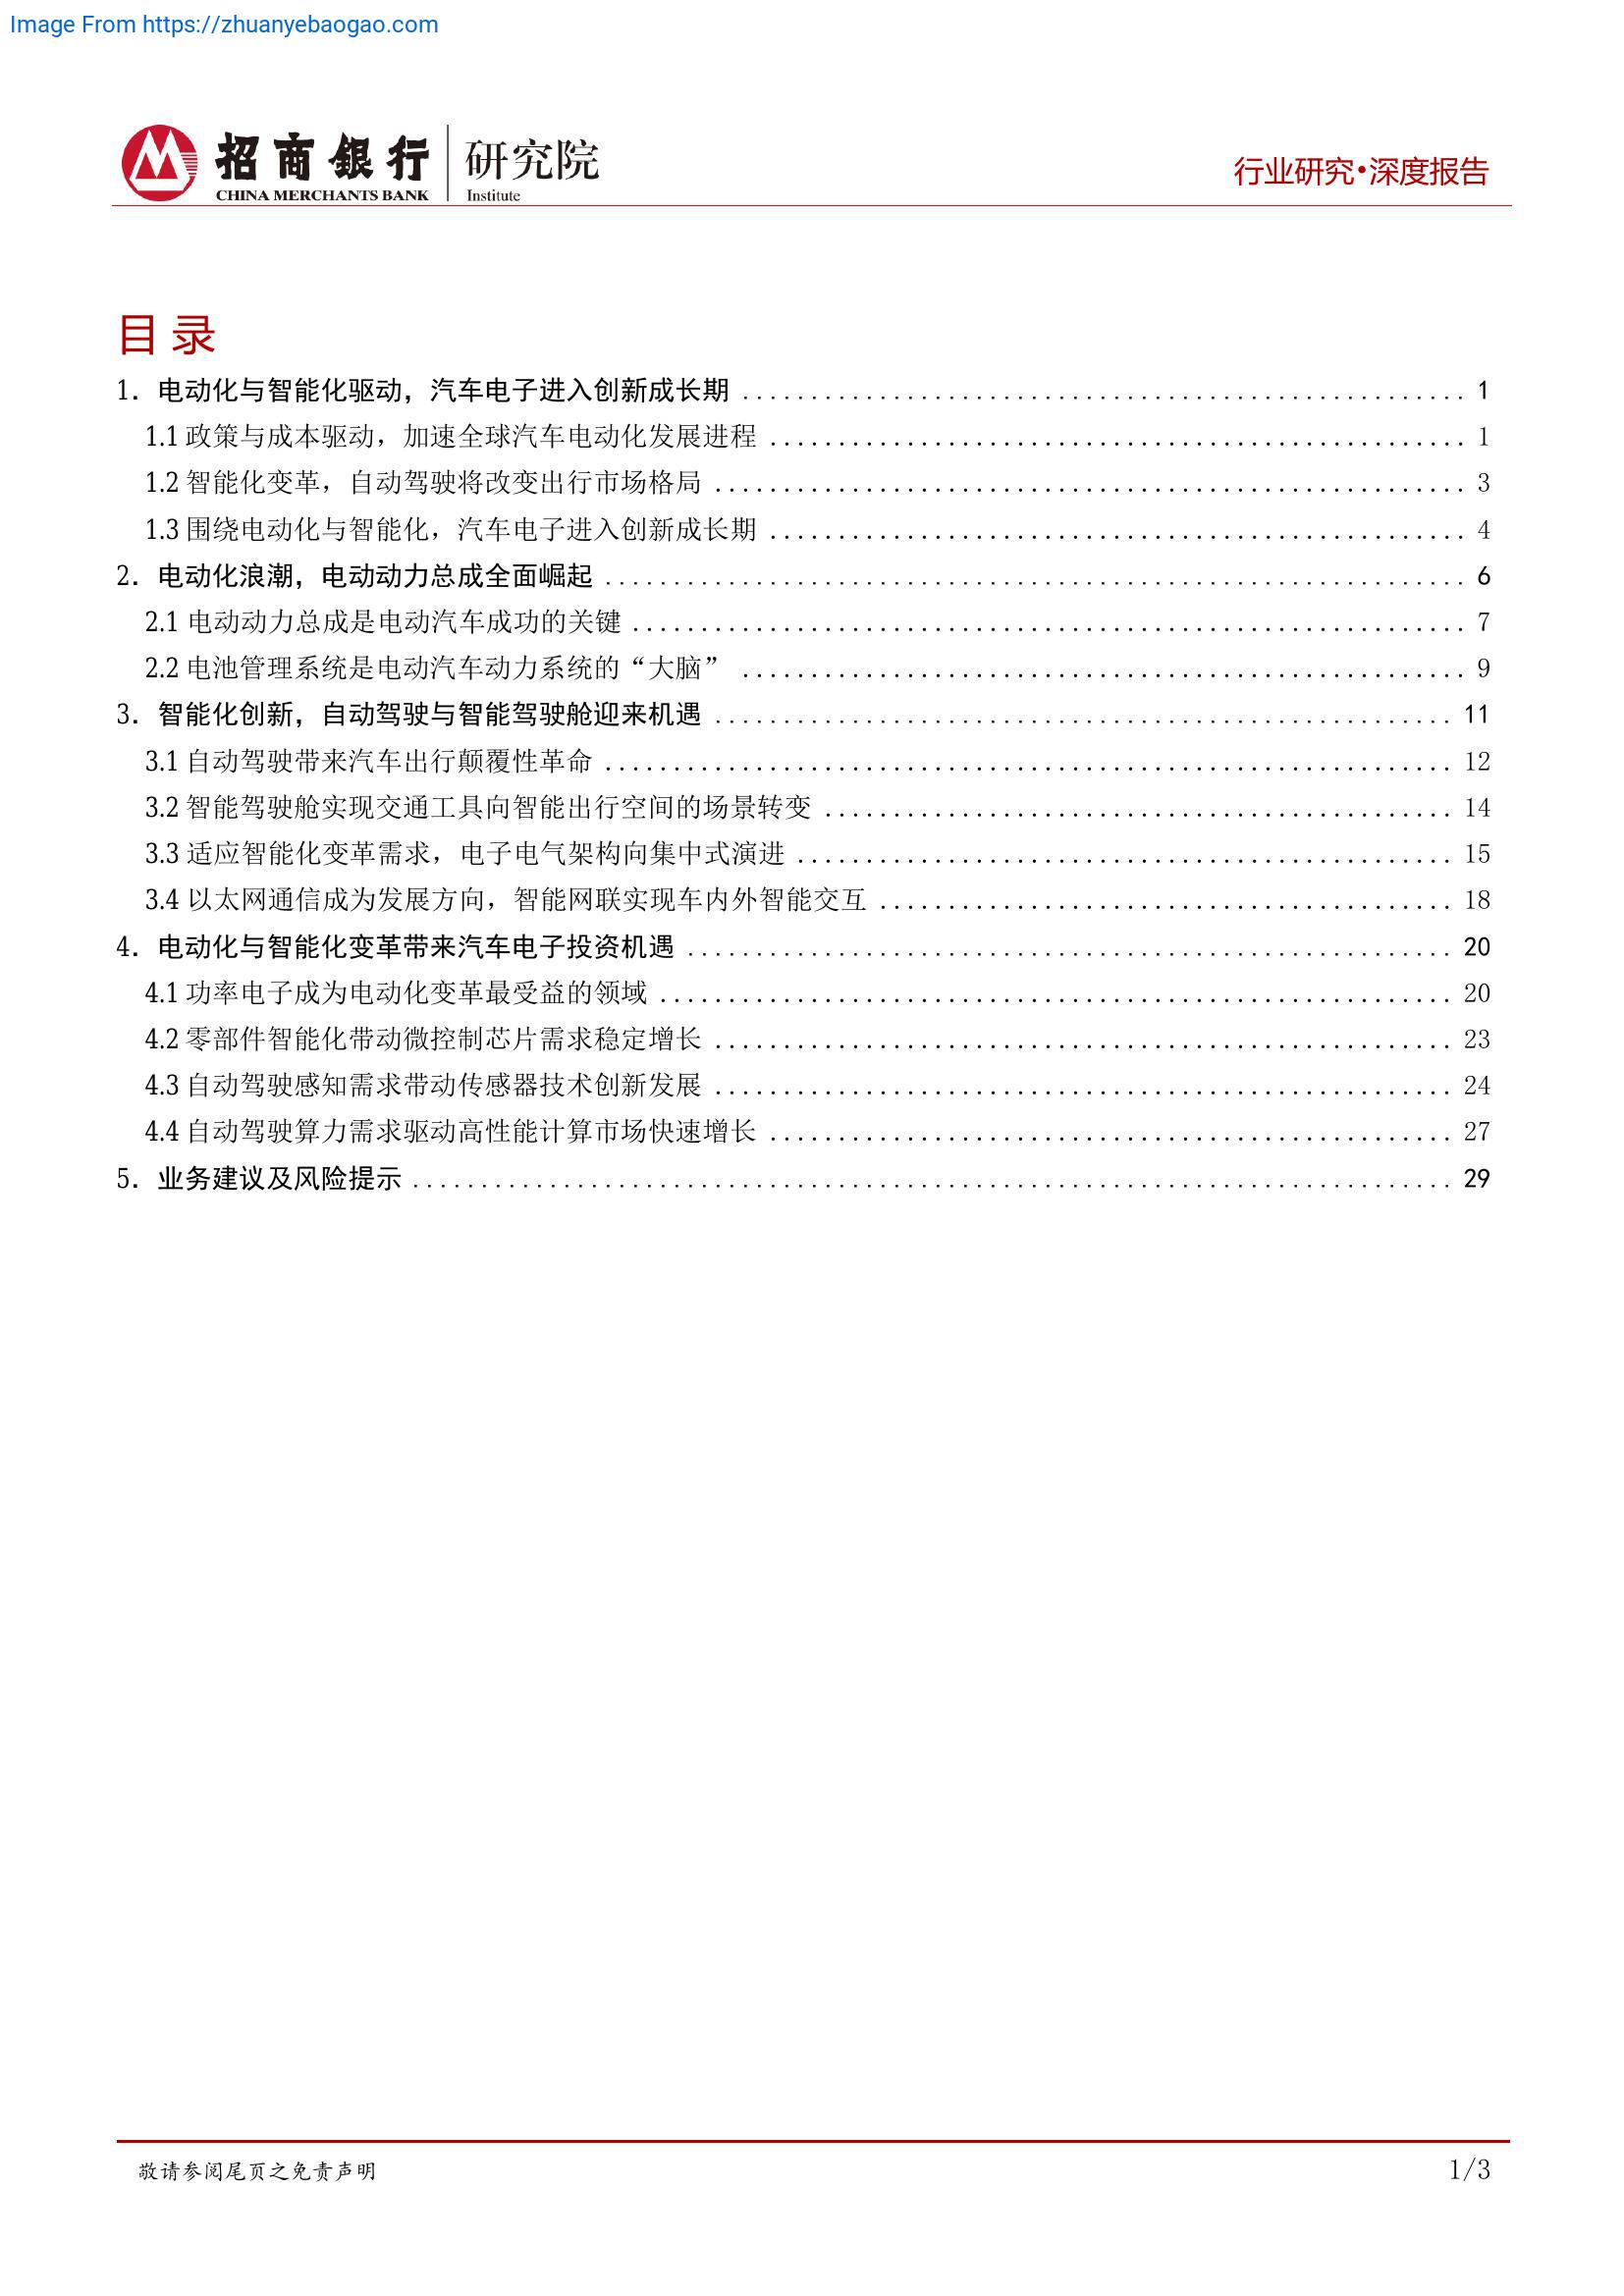 Image From https://zhuanyebaogao.com
招商銀行 研究院
CHINA MERCHANTS BANK Institute
行业研究•深度报告
目录
1. 电动化与智能化驱动，汽车电子进入创新成长期 1
1.1 政策与成本驱动，加速全球汽车电动化发展进程 1
1.2 智能化变革，自动驾驶将改变出行市场格局 3
1.3 围绕电动化与智能化，汽车电子进入创新成长期 4
2. 电动化浪潮，电动动力总成全面崛起 6
2.1 电动动力总成是电动汽车成功的关键 7
2.2 电池管理系统是电动汽车动力系统的“大脑” 9
3. 智能化创新，自动驾驶与智能驾驶舱迎来机遇 11
3.1 自动驾驶带来汽车出行颠覆性革命 12
3.2 智能驾驶舱实现交通工具向智能出行空间的场景转变 14
3.3 适应智能化变革需求，电子电气架构向集中式演进 15
3.4 以太网通信成为发展方向，智能网联实现车内外智能交互 18
4. 电动化与智能化变革带来汽车电子投资机遇 20
4.1 功率电子成为电动化变革最受益的领域 20
4.2 零部件智能化带动微控制芯片需求稳定增长 23
4.3 自动驾驶感知需求带动传感器技术创新发展 24
4.4 自动驾驶算力需求驱动高性能计算市场快速增长 27
5. 业务建议及风险提示 29
敬请参阅尾页之免责声明
1/3